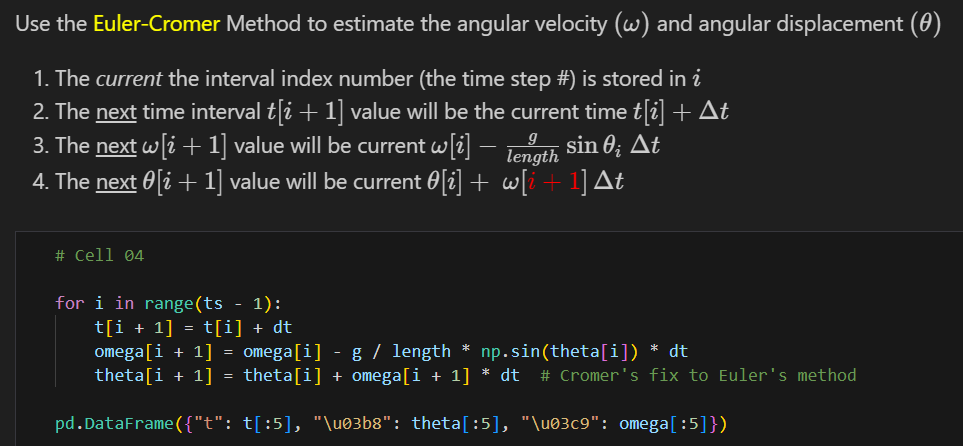 Use the Euler-Cromer Method to estimate the angular velocity (ω) and angular displacement (θ)
1. The current the interval index number (the time step #) is stored in i
2. The next time interval t[i + 1] value will be the current time t[i] + Δt
3. The next ω[i + 1] value will be current ω[i] − g/length sin θᵢ Δt
4. The next θ[i + 1] value will be current θ[i] + ω[i + 1] Δt
# Cell 04
for i in range(ts - 1):
    t[i + 1] = t[i] + dt
    omega[i + 1] = omega[i] - g / length * np.sin(theta[i]) * dt
    theta[i + 1] = theta[i] + omega[i + 1] * dt  # Cromer's fix to Euler's method
pd.DataFrame({"t": t[:5], "\u03b8": theta[:5], "\u03c9": omega[:5]})